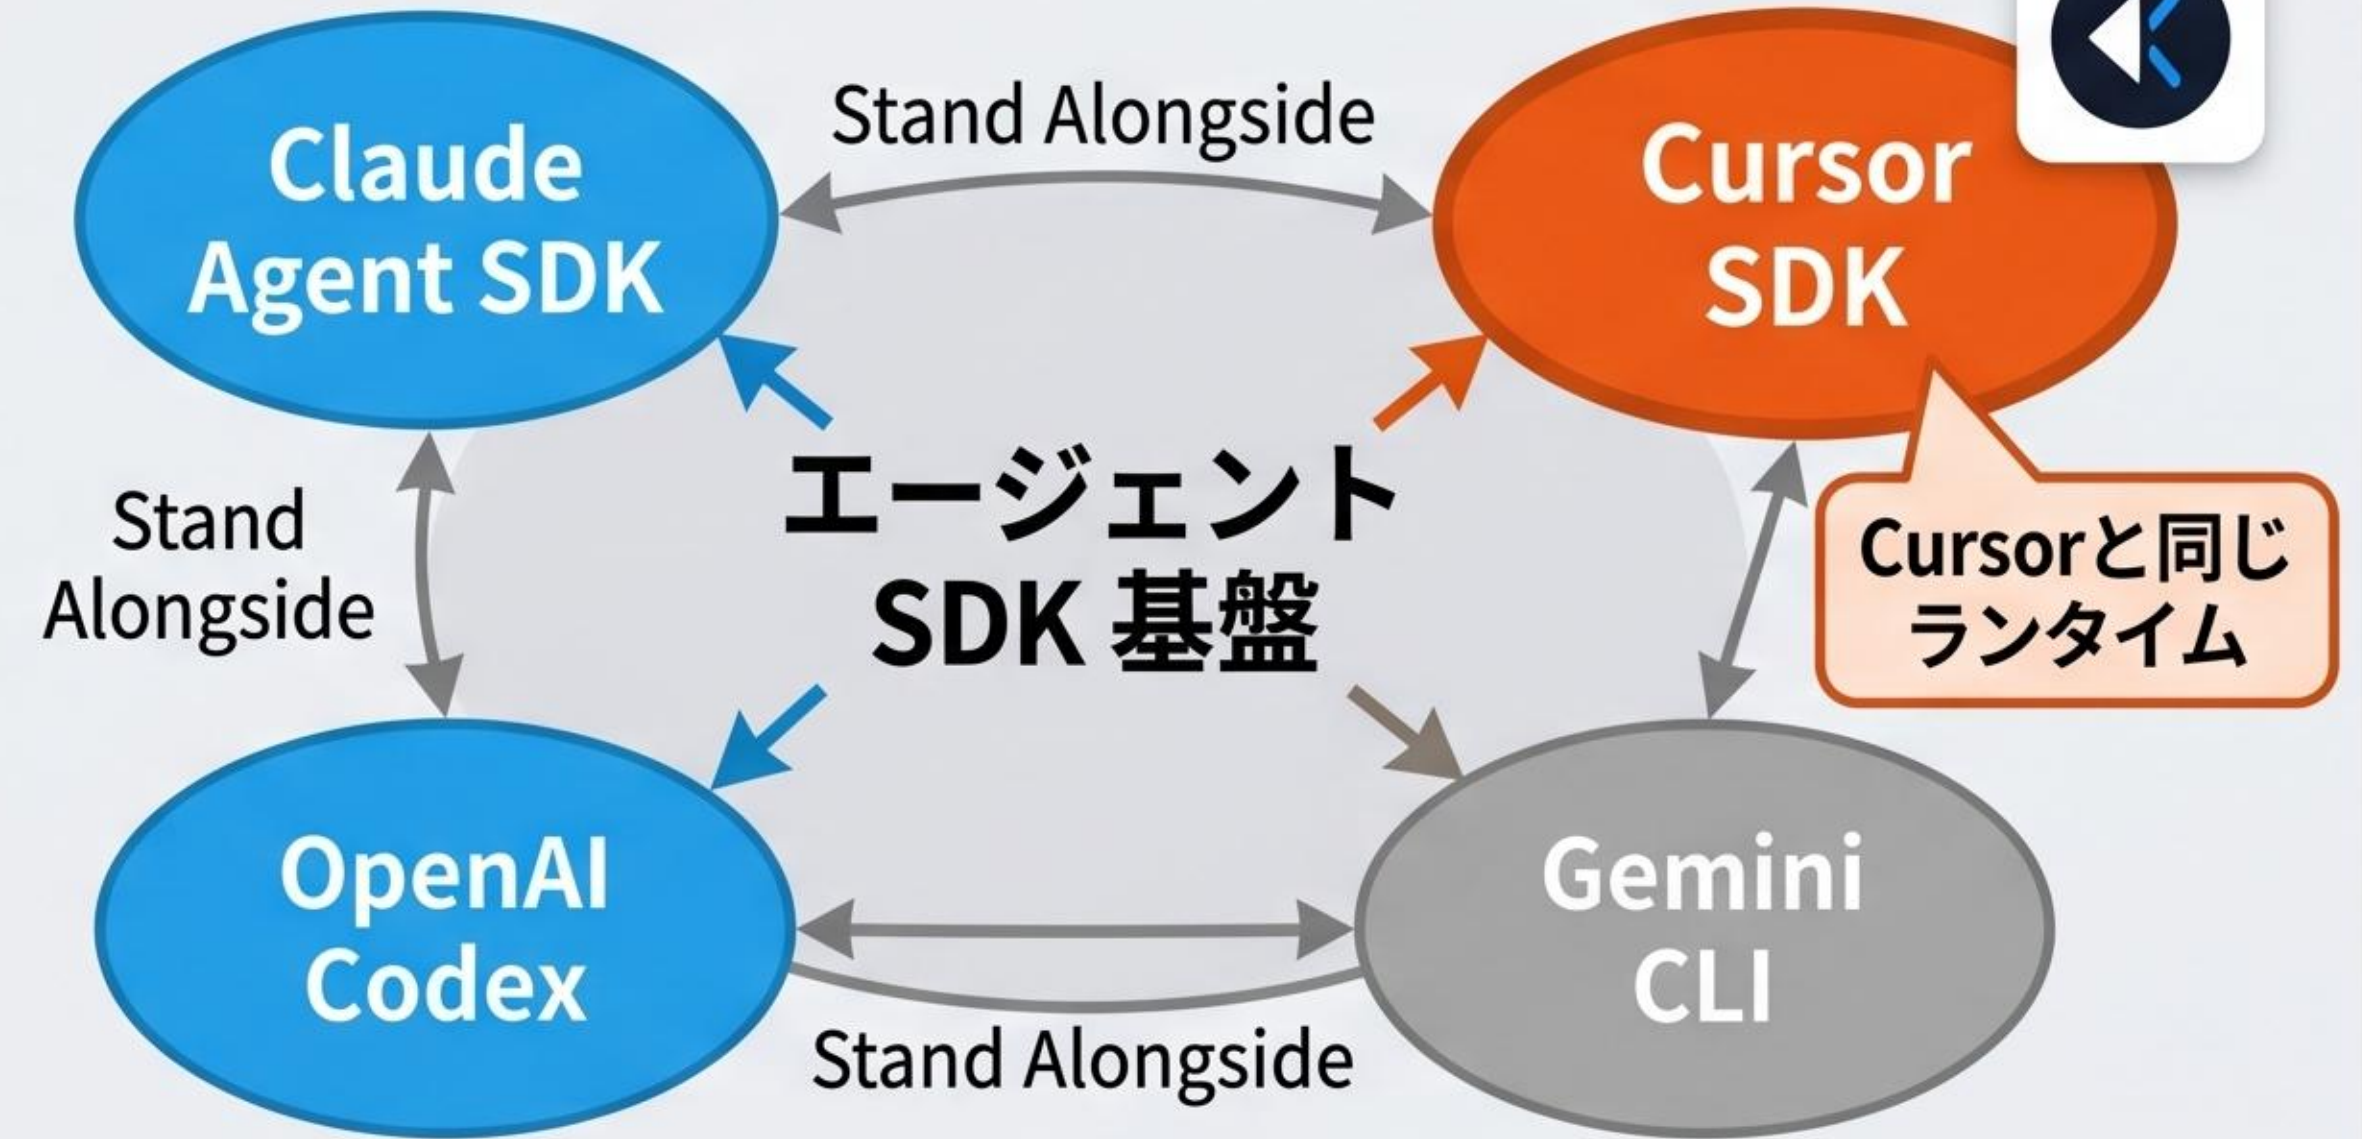 Stand Alongside
Claude
Agent SDK
Cursor
SDK
エージェント
SDK 基盤
Stand
Alongside
Cursorと同じ
ランタイム
OpenAI
Codex
Gemini
CLI
Stand Alongside